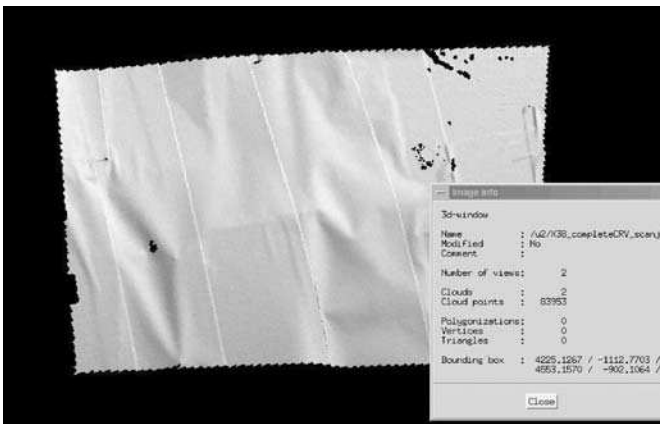 Image Info
3d-window
Name : /u2/X38_completeCRV_scan
Modified : No
Comment :
Number of views: 2
Clouds : 2
Cloud points : 83953
Polygonizations: 0
Vertices : 0
Triangles : 0
Bounding box : 4225.1267 / -1112.7703 /
4553.1570 / -902.1064 /
Close